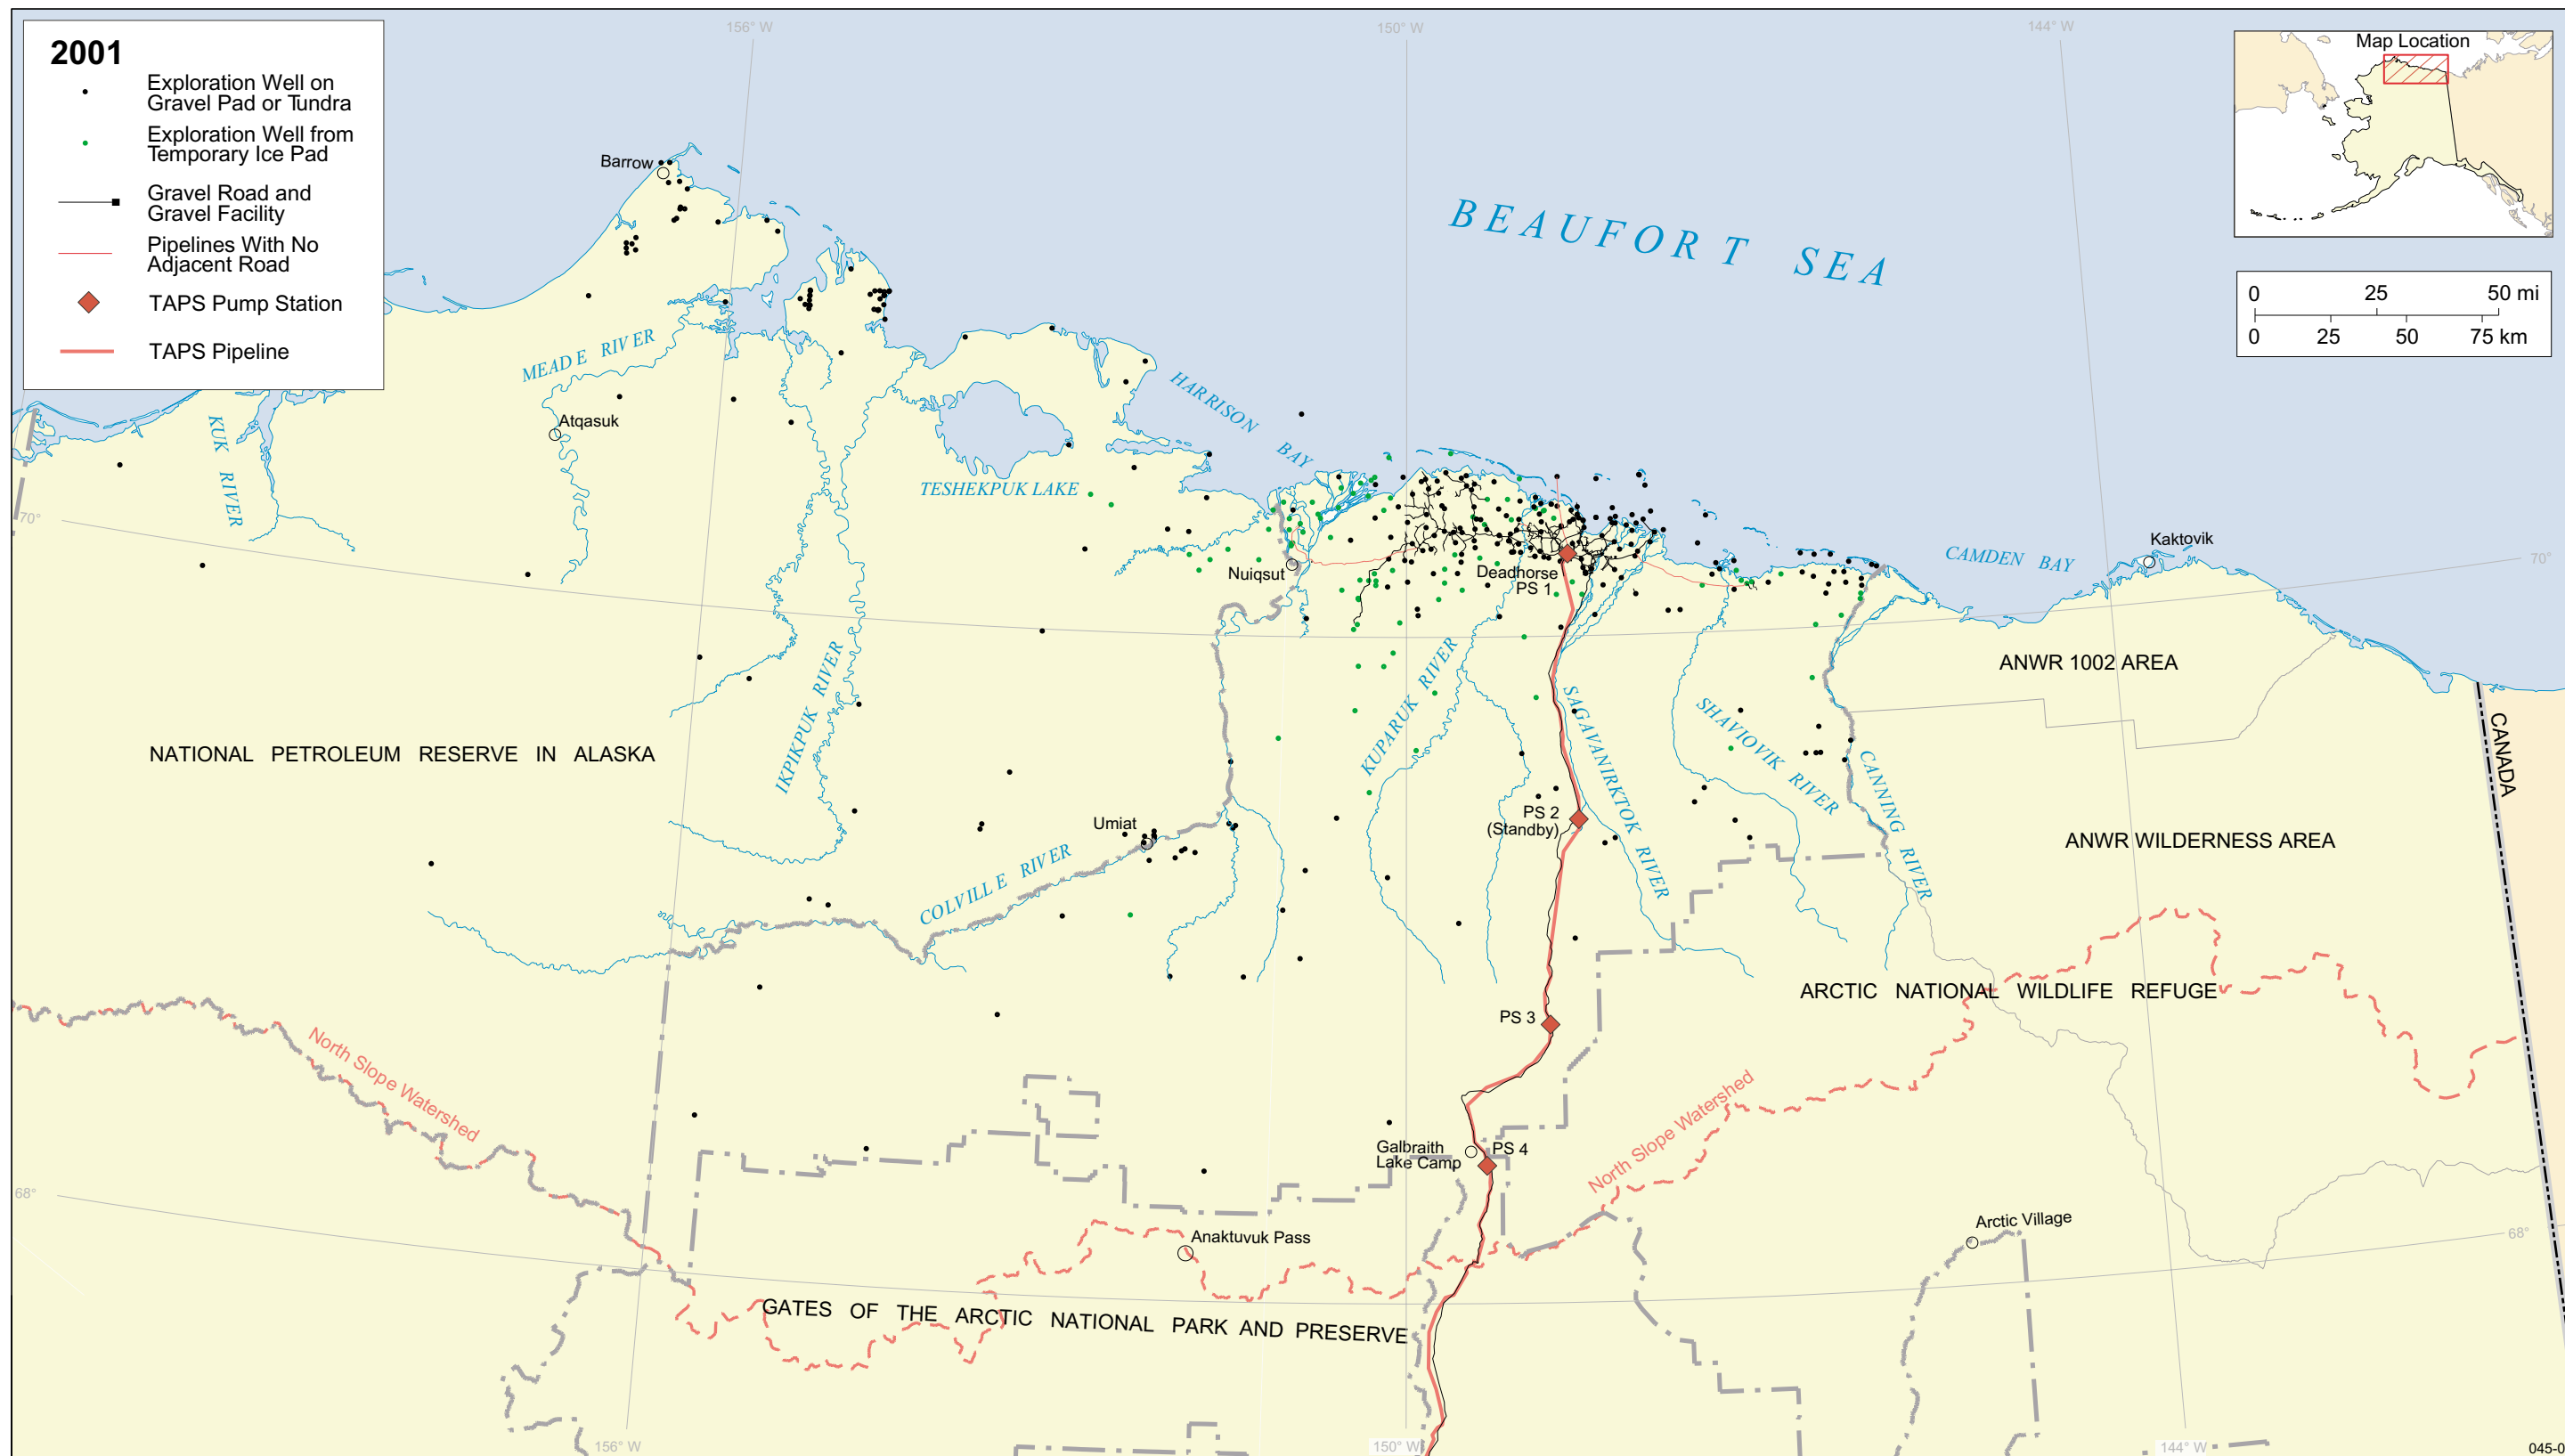 2001
Exploration Well on
Gravel Pad or Tundra
Exploration Well from
Temporary Ice Pad
Gravel Road and
Gravel Facility
Pipelines With No
Adjacent Road
TAPS Pump Station
TAPS Pipeline
156° W
150° W
144° W
Map Location
0 25 50 mi
0 25 50 75 km
BEAUFORT SEA
Barrow
MEADE RIVER
Atqasuk
KUK RIVER
HARRISON BAY
TESHEKPUK LAKE
70°
Nuiqsut
Deadhorse
PS 1
CAMDEN BAY
Kaktovik
70°
ANWR 1002 AREA
NATIONAL PETROLEUM RESERVE IN ALASKA
IKPIKPUK RIVER
KUPARUK RIVER
SAGAVANIRKTOK RIVER
SHAVIOVIK RIVER
CANNING RIVER
CANADA
Umiat
COLVILLE RIVER
PS 2
(Standby)
ANWR WILDERNESS AREA
ARCTIC NATIONAL WILDLIFE REFUGE
PS 3
North Slope Watershed
North Slope Watershed
Galbraith
Lake Camp
PS 4
68°
Anaktuvuk Pass
Arctic Village
68°
GATES OF THE ARCTIC NATIONAL PARK AND PRESERVE
156° W
150° W
144° W
045-0